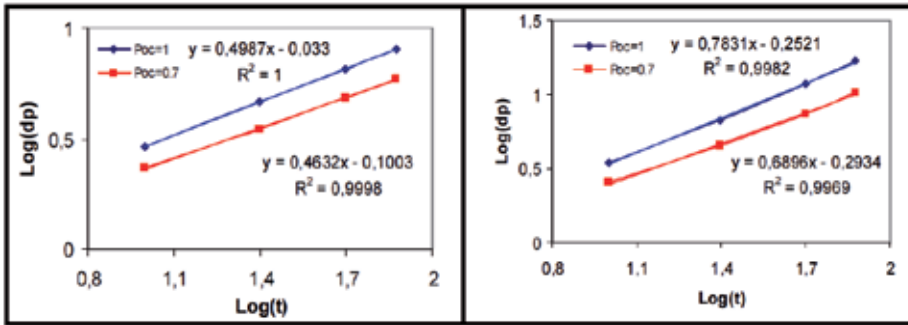 1
Poc=1
Poc=0.7
y = 0,4987x - 0,033
R² = 1
y = 0,4632x - 0,1003
R² = 0,9998
Log(dp)
0,5
0
0,8
1,1
1,4
1,7
2
Log(t)
1,5
Poc=1
Poc=0.7
y = 0,7831x - 0,2521
R² = 0,9982
y = 0,6896x - 0,2934
R² = 0,9969
Log(dp)
1
0,5
0
0,8
1,1
1,4
1,7
2
Log(t)